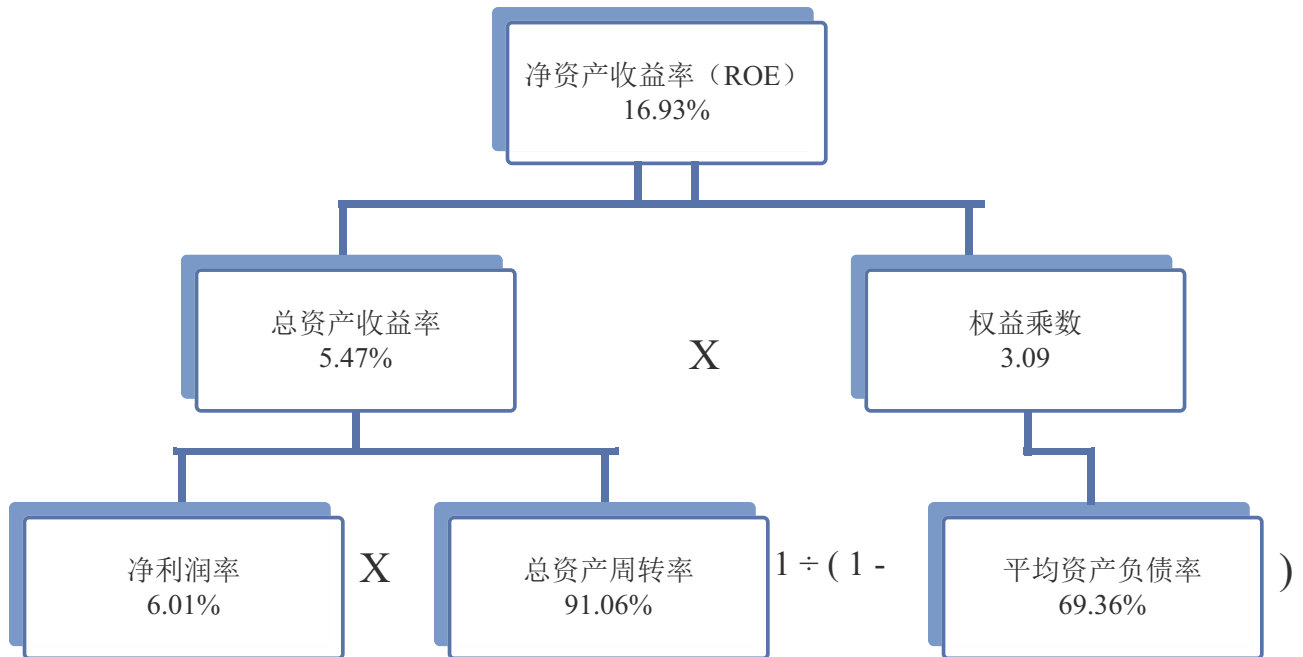 净资产收益率（ROE）
16.93%
总资产收益率
5.47%
X
权益乘数
3.09
净利润率
6.01%
X
总资产周转率
91.06%
1 ÷ ( 1 -
平均资产负债率
69.36%
)